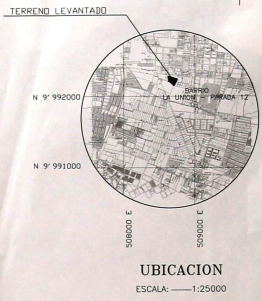 TERRENO LEVANTADO
BARRIO
LA UNION - PARADA 12
N 9'992000
N 9'991000
508000 E
509000 E
UBICACION
ESCALA: 1:25000